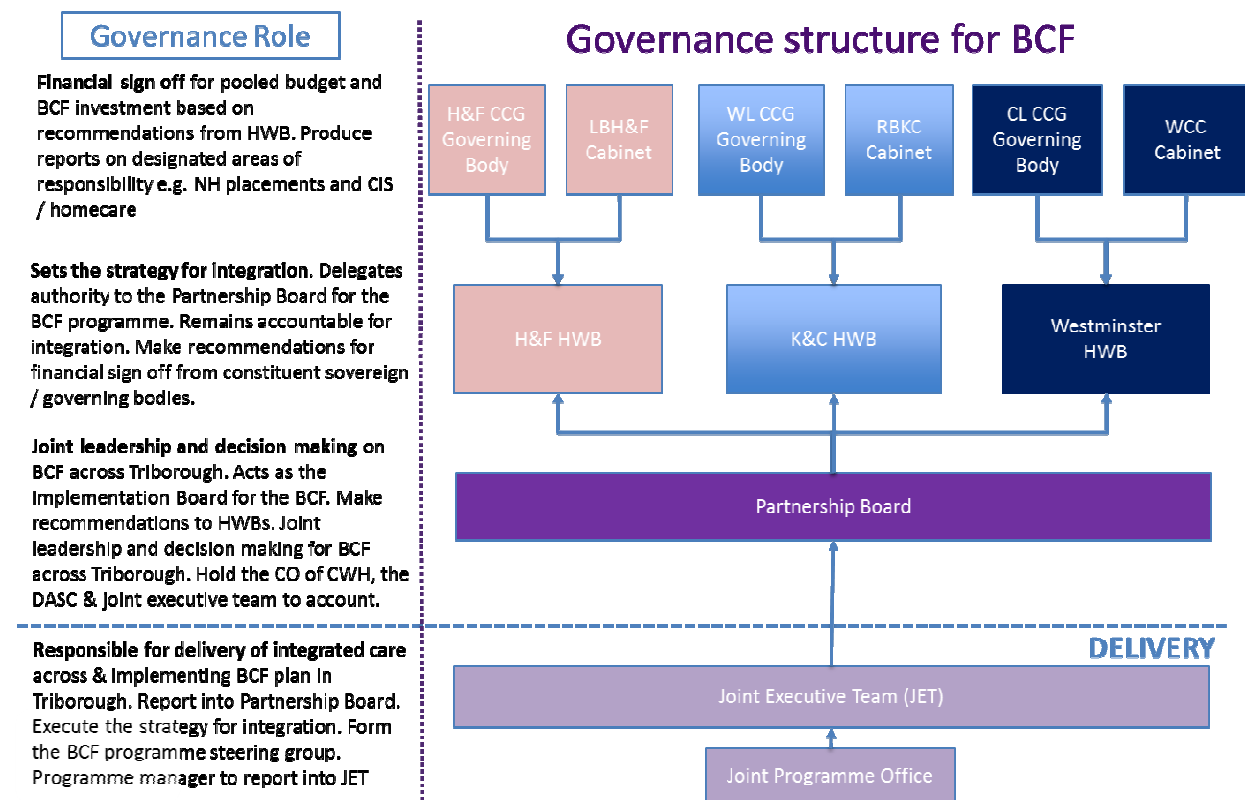 Governance Role
Governance structure for BCF
Financial sign off for pooled budget and
BCF investment based on
recommendations from HWB. Produce
reports on designated areas of
responsibility e.g. NH placements and CIS
/ homecare
H&F CCG
Governing
Body
LBH&F
Cabinet
WL CCG
Governing
Body
RBKC
Cabinet
CL CCG
Governing
Body
WCC
Cabinet
Sets the strategy for integration. Delegates
authority to the Partnership Board for the
BCF programme. Remains accountable for
integration. Make recommendations for
financial sign off from constituent sovereign
/ governing bodies.
H&F HWB
K&C HWB
Westminster
HWB
Joint leadership and decision making on
BCF across Triborough. Acts as the
Implementation Board for the BCF. Make
recommendations to HWBs. Joint
leadership and decision making for BCF
across Triborough. Hold the CO of CWH, the
DASC & joint executive team to account.
Partnership Board
DELIVERY
Responsible for delivery of integrated care
across & implementing BCF plan in
Triborough. Report into Partnership Board.
Execute the strategy for integration. Form
the BCF programme steering group.
Programme manager to report into JET
Joint Executive Team (JET)
Joint Programme Office